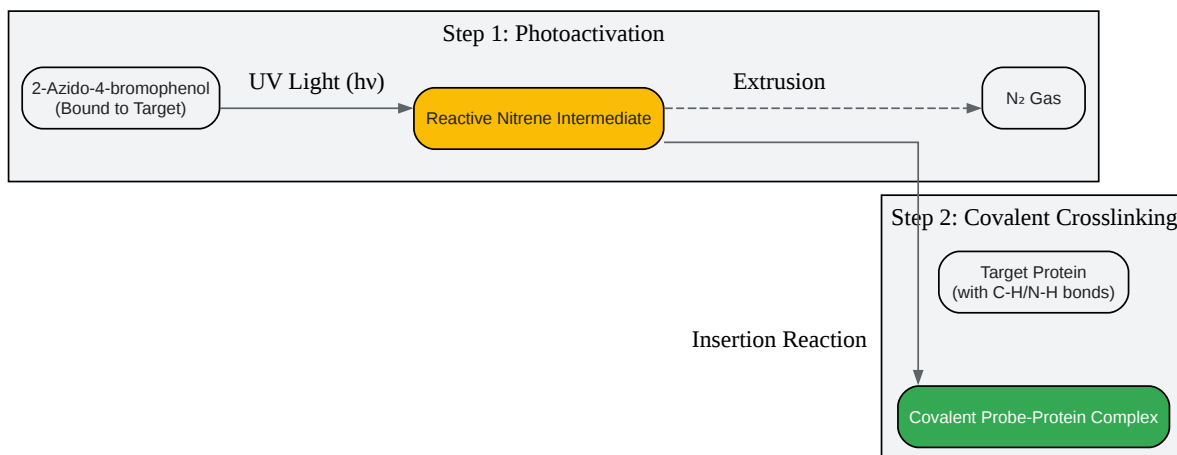 Step 1: Photoactivation
2-Azido-4-bromophenol
(Bound to Target)
UV Light (hν)
Reactive Nitrene Intermediate
Extrusion
N₂ Gas
Step 2: Covalent Crosslinking
Target Protein
(with C-H/N-H bonds)
Insertion Reaction
Covalent Probe-Protein Complex